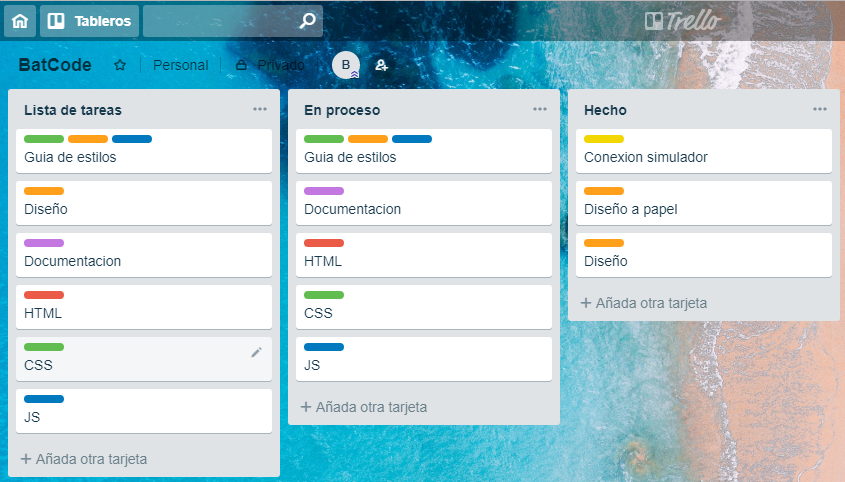 Tableros
Trello
BatCode
Personal
Privado
B
Lista de tareas
Guia de estilos
Diseño
Documentacion
HTML
CSS
JS
+ Añada otra tarjeta
En proceso
Guia de estilos
Documentacion
HTML
CSS
JS
+ Añada otra tarjeta
Hecho
Conexion simulador
Diseño a papel
Diseño
+ Añada otra tarjeta